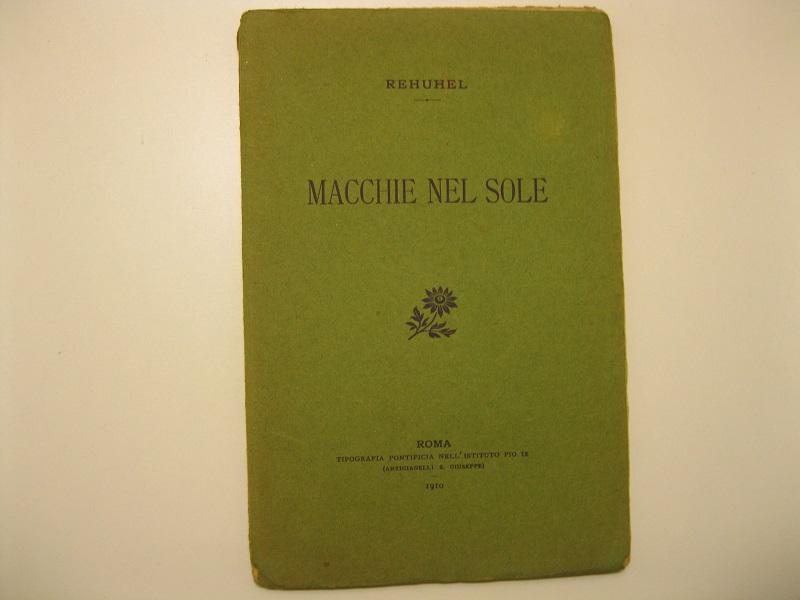 REHUHEL
MACCHIE NEL SOLE
ROMA
TIPOGRAFIA PONTIFICIA NELL'ISTITUTO PIO IX
(ARTIGIANELLI S. GIUSEPPE)
1910